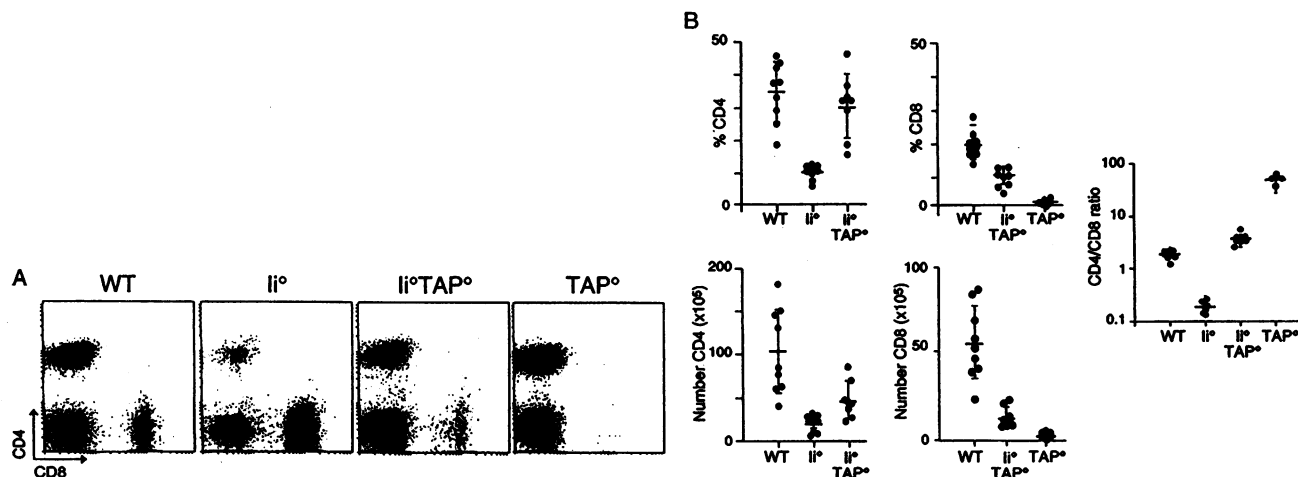 A
WT
Ii°
Ii°TAP°
TAP°
CD4
CD8
B
50
% CD4
0
WT
Ii°
Ii°
TAP°
50
% CD8
0
WT
Ii°
TAP°
TAP°
200
Number CD4 (x10⁵)
100
0
WT
Ii°
Ii°
TAP°
100
Number CD8 (x10⁵)
50
0
WT
Ii°
TAP°
TAP°
100
CD4/CD8 ratio
10
1
0.1
WT
Ii°
Ii°
TAP°
TAP°